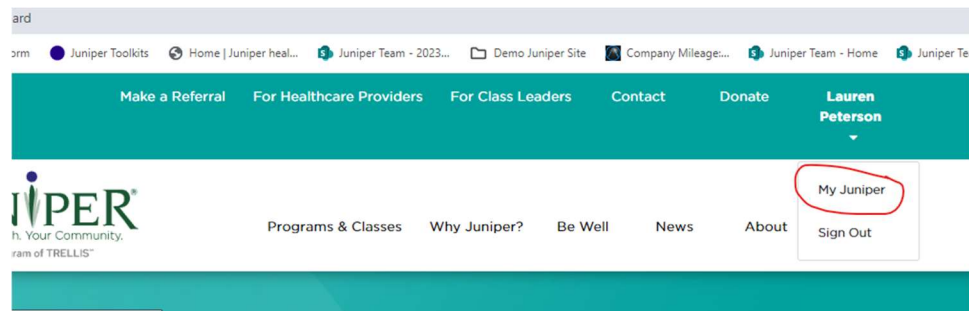 ard
orm Juniper Toolkits Home | Juniper heal... Juniper Team - 2023... Demo Juniper Site Company Mileage:... Juniper Team - Home Juniper Te
Make a Referral For Healthcare Providers For Class Leaders Contact Donate Lauren
Peterson
NIPER®
h. Your Community.
ram of TRELLIS™
Programs & Classes Why Juniper? Be Well News About
My Juniper
Sign Out